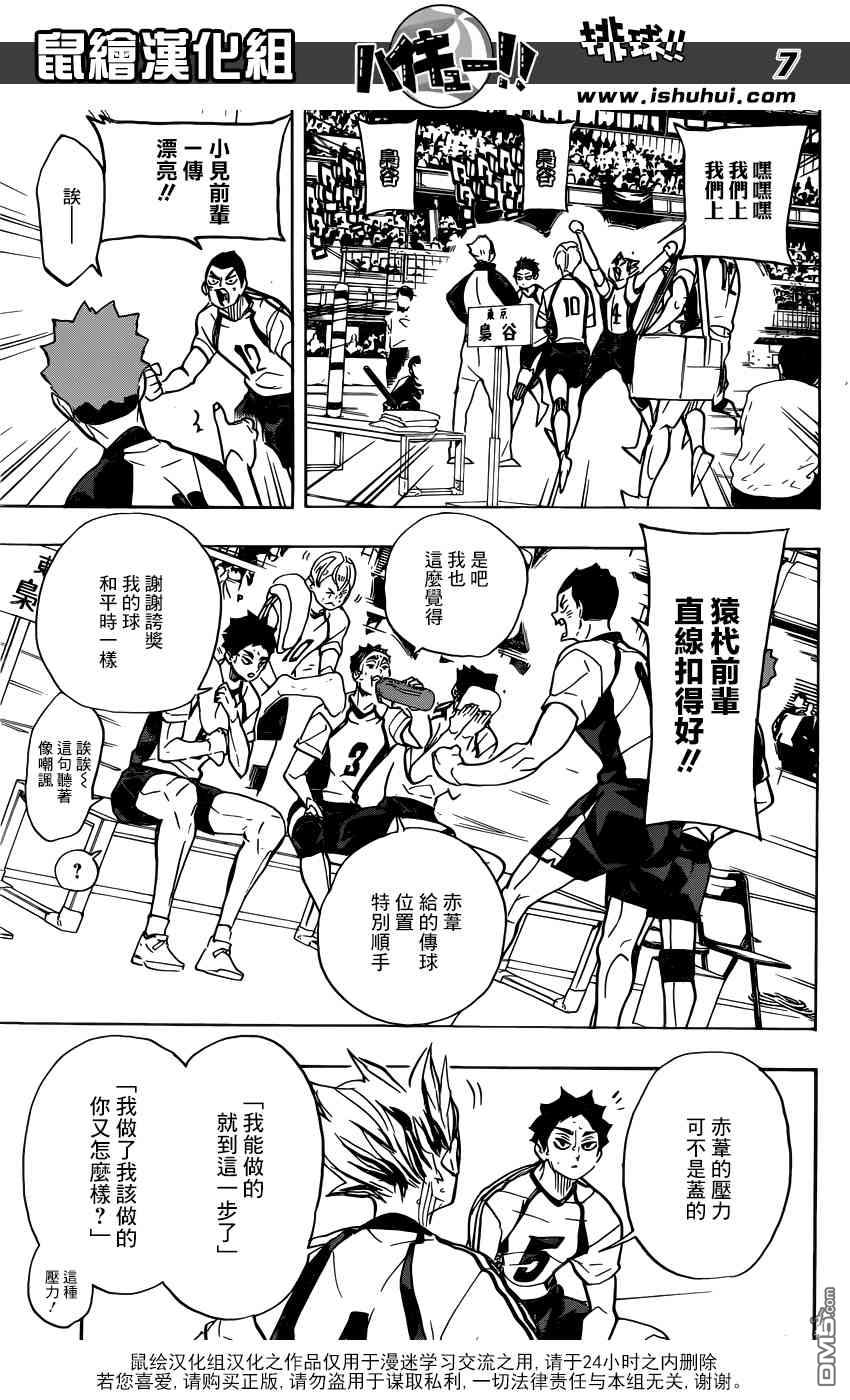 鼠繪漢化組
ハイキュー!!
排球!!
7
www.ishuhui.com
嘿嘿嘿
我們上
我們上
梟谷
梟谷
東京
梟谷
10
4
小見前輩
一傳
漂亮!!
誒——
12
猿杙前輩
直線扣得好!!
是吧
我也
這麼覺得
謝謝誇獎
我的球
和平時一樣
東
梟
3
誒誒~
這句聽著
像嘲諷
?
赤葦
給的傳球
位置
特別順手
赤葦的壓力
可不是蓋的
5
4
「我能做的
就到這一步了」
「我做了我該做的
你又怎麼樣?」
這種
壓力!
DM5.com
鼠绘汉化组汉化之作品仅用于漫迷学习交流之用, 请于24小时之内删除
若您喜爱, 请购买正版, 请勿盗用于谋取私利, 一切法律责任与本组无关, 谢谢。